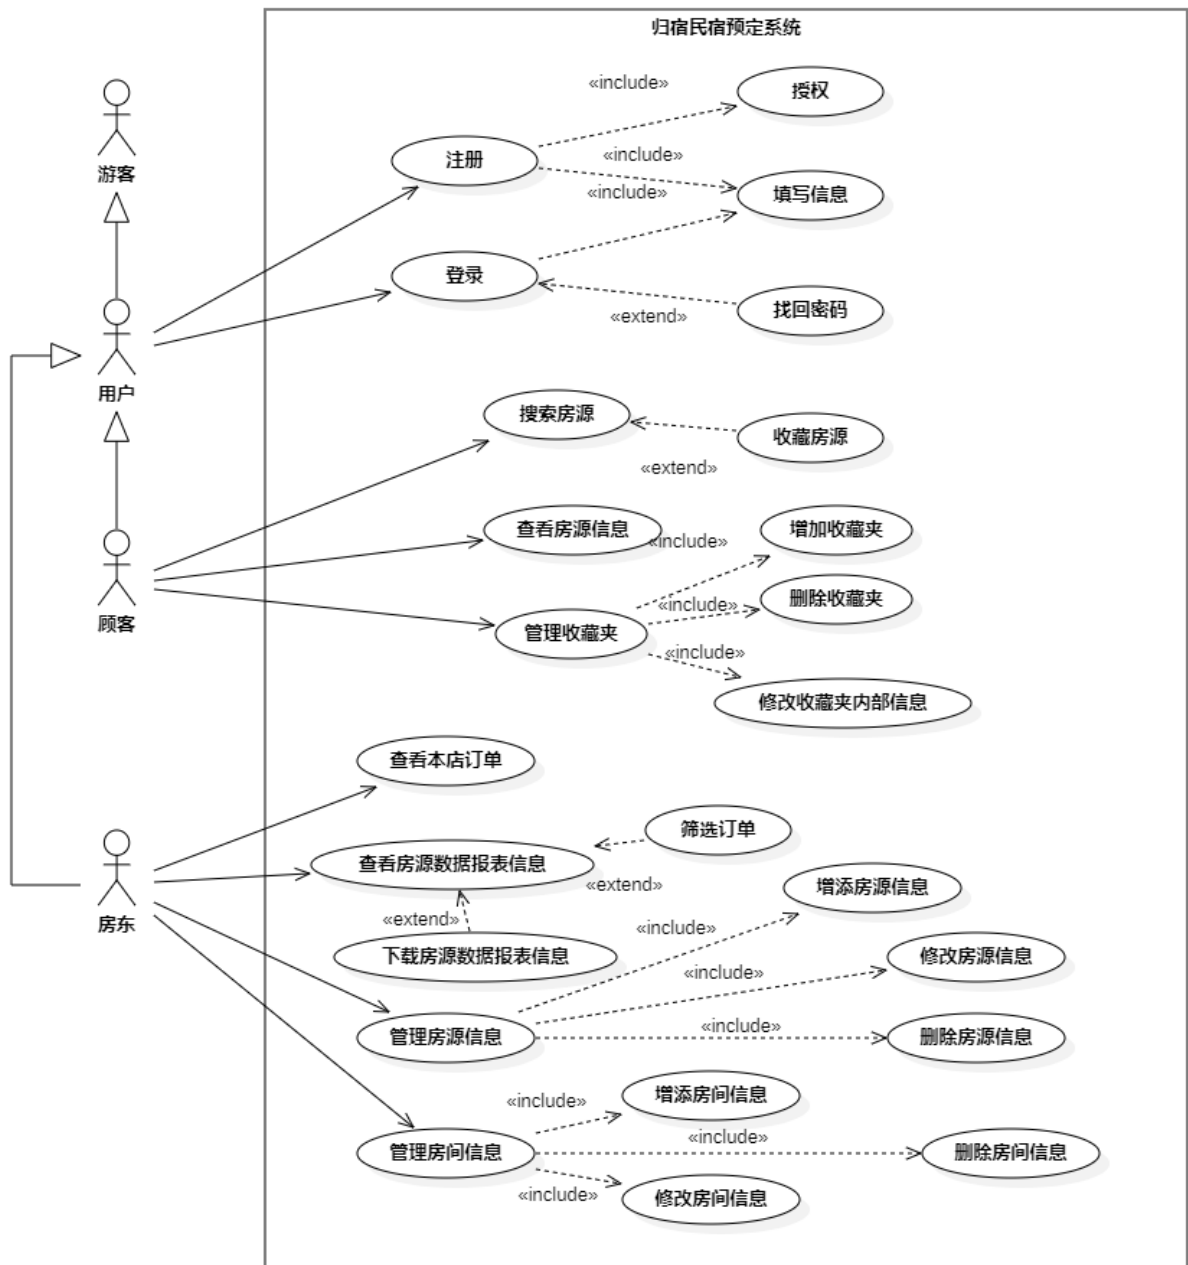 归宿民宿预定系统
«include»
授权
注册
«include»
游客
«include»
填写信息
登录
«extend»
找回密码
用户
搜索房源
收藏房源
«extend»
查看房源信息
增加收藏夹
«include»
«include»
删除收藏夹
顾客
管理收藏夹
«include»
修改收藏夹内部信息
查看本店订单
筛选订单
查看房源数据报表信息
«extend»
增添房源信息
房东
«extend»
«include»
下载房源数据报表信息
修改房源信息
«include»
«include»
管理房源信息
删除房源信息
增添房间信息
«include»
«include»
管理房间信息
删除房间信息
«include»
修改房间信息